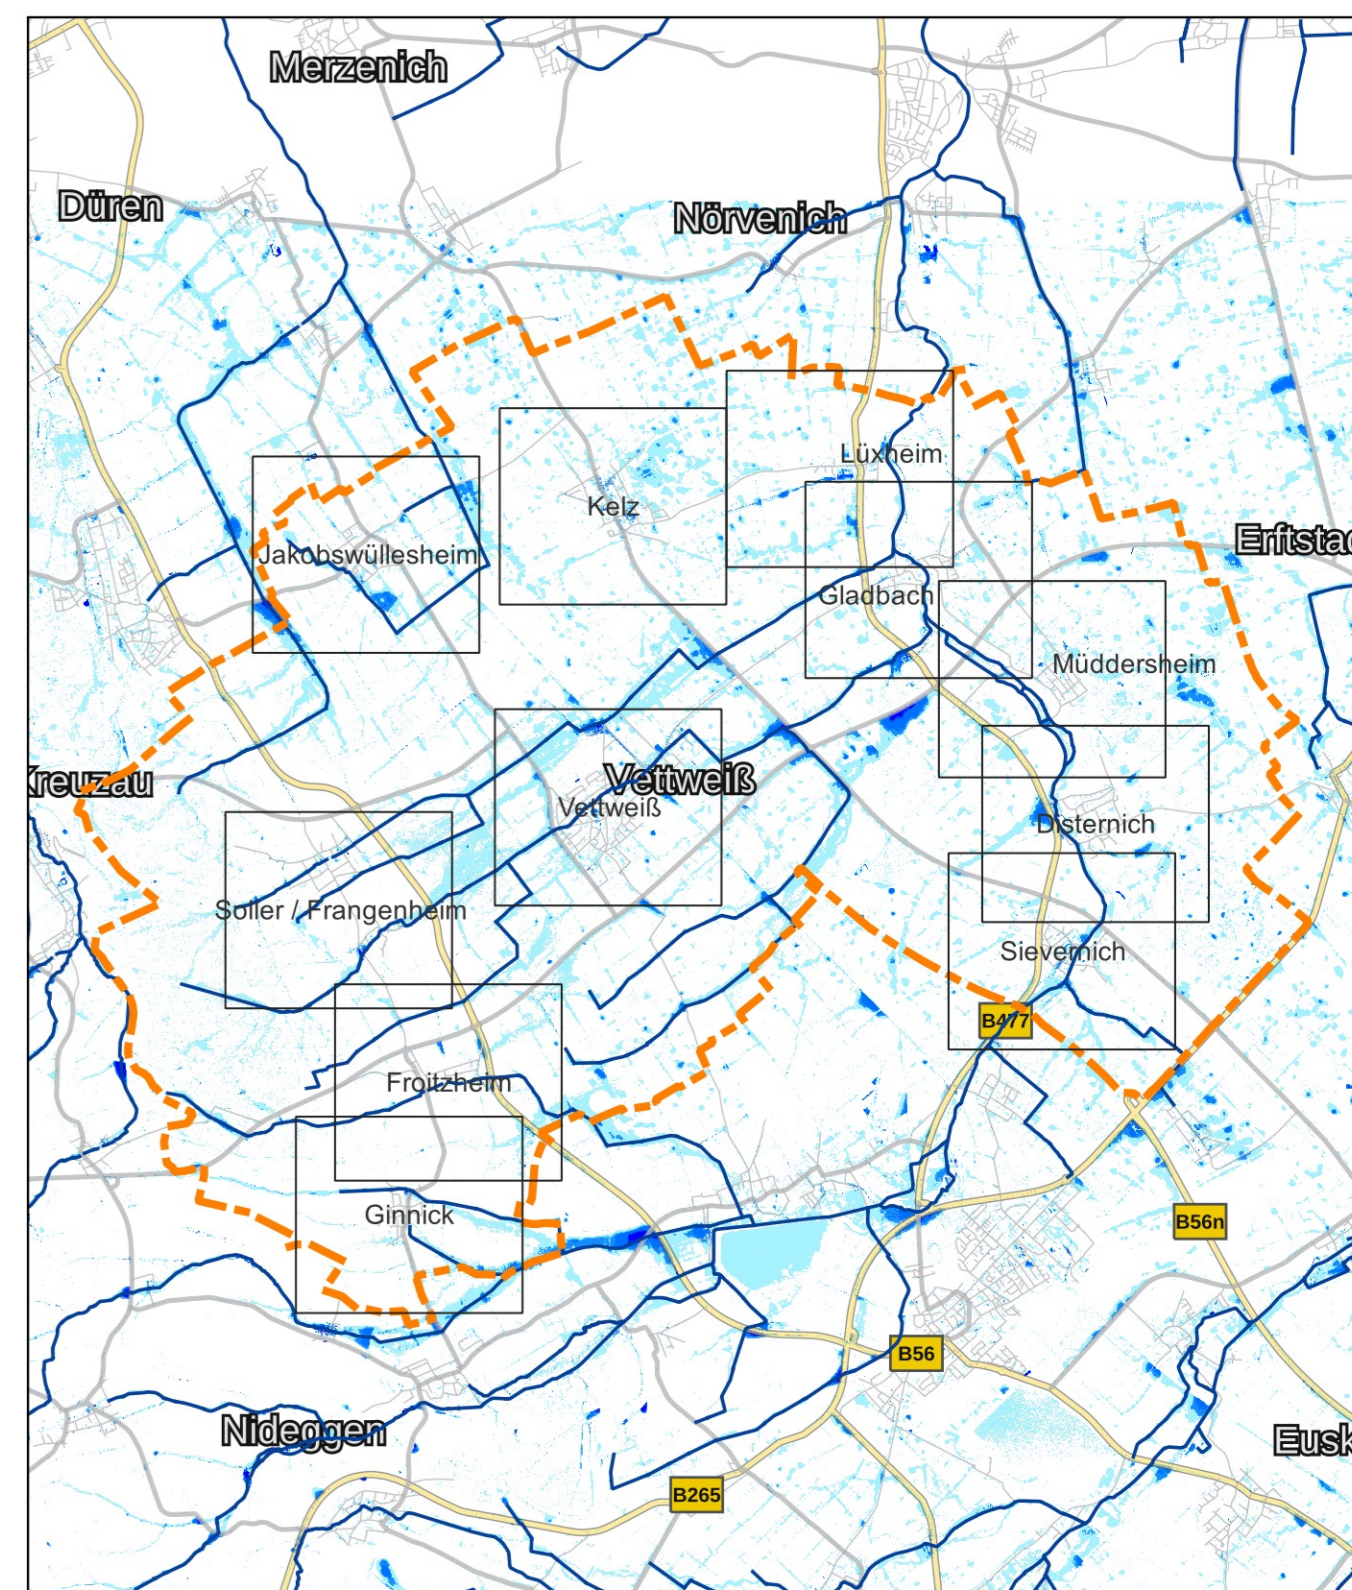 Merzenich
Düren
Nörvenich
Lüxheim
Kelz
Erftstad
Jakobswüllesheim
Gladbach
Müddersheim
Kreuzau
Vettweiß
Vettweiß
Disternich
Soller / Frangenheim
Sievernich
B477
Froitzheim
Ginnick
B56n
B56
Nideggen
Eusk
B265